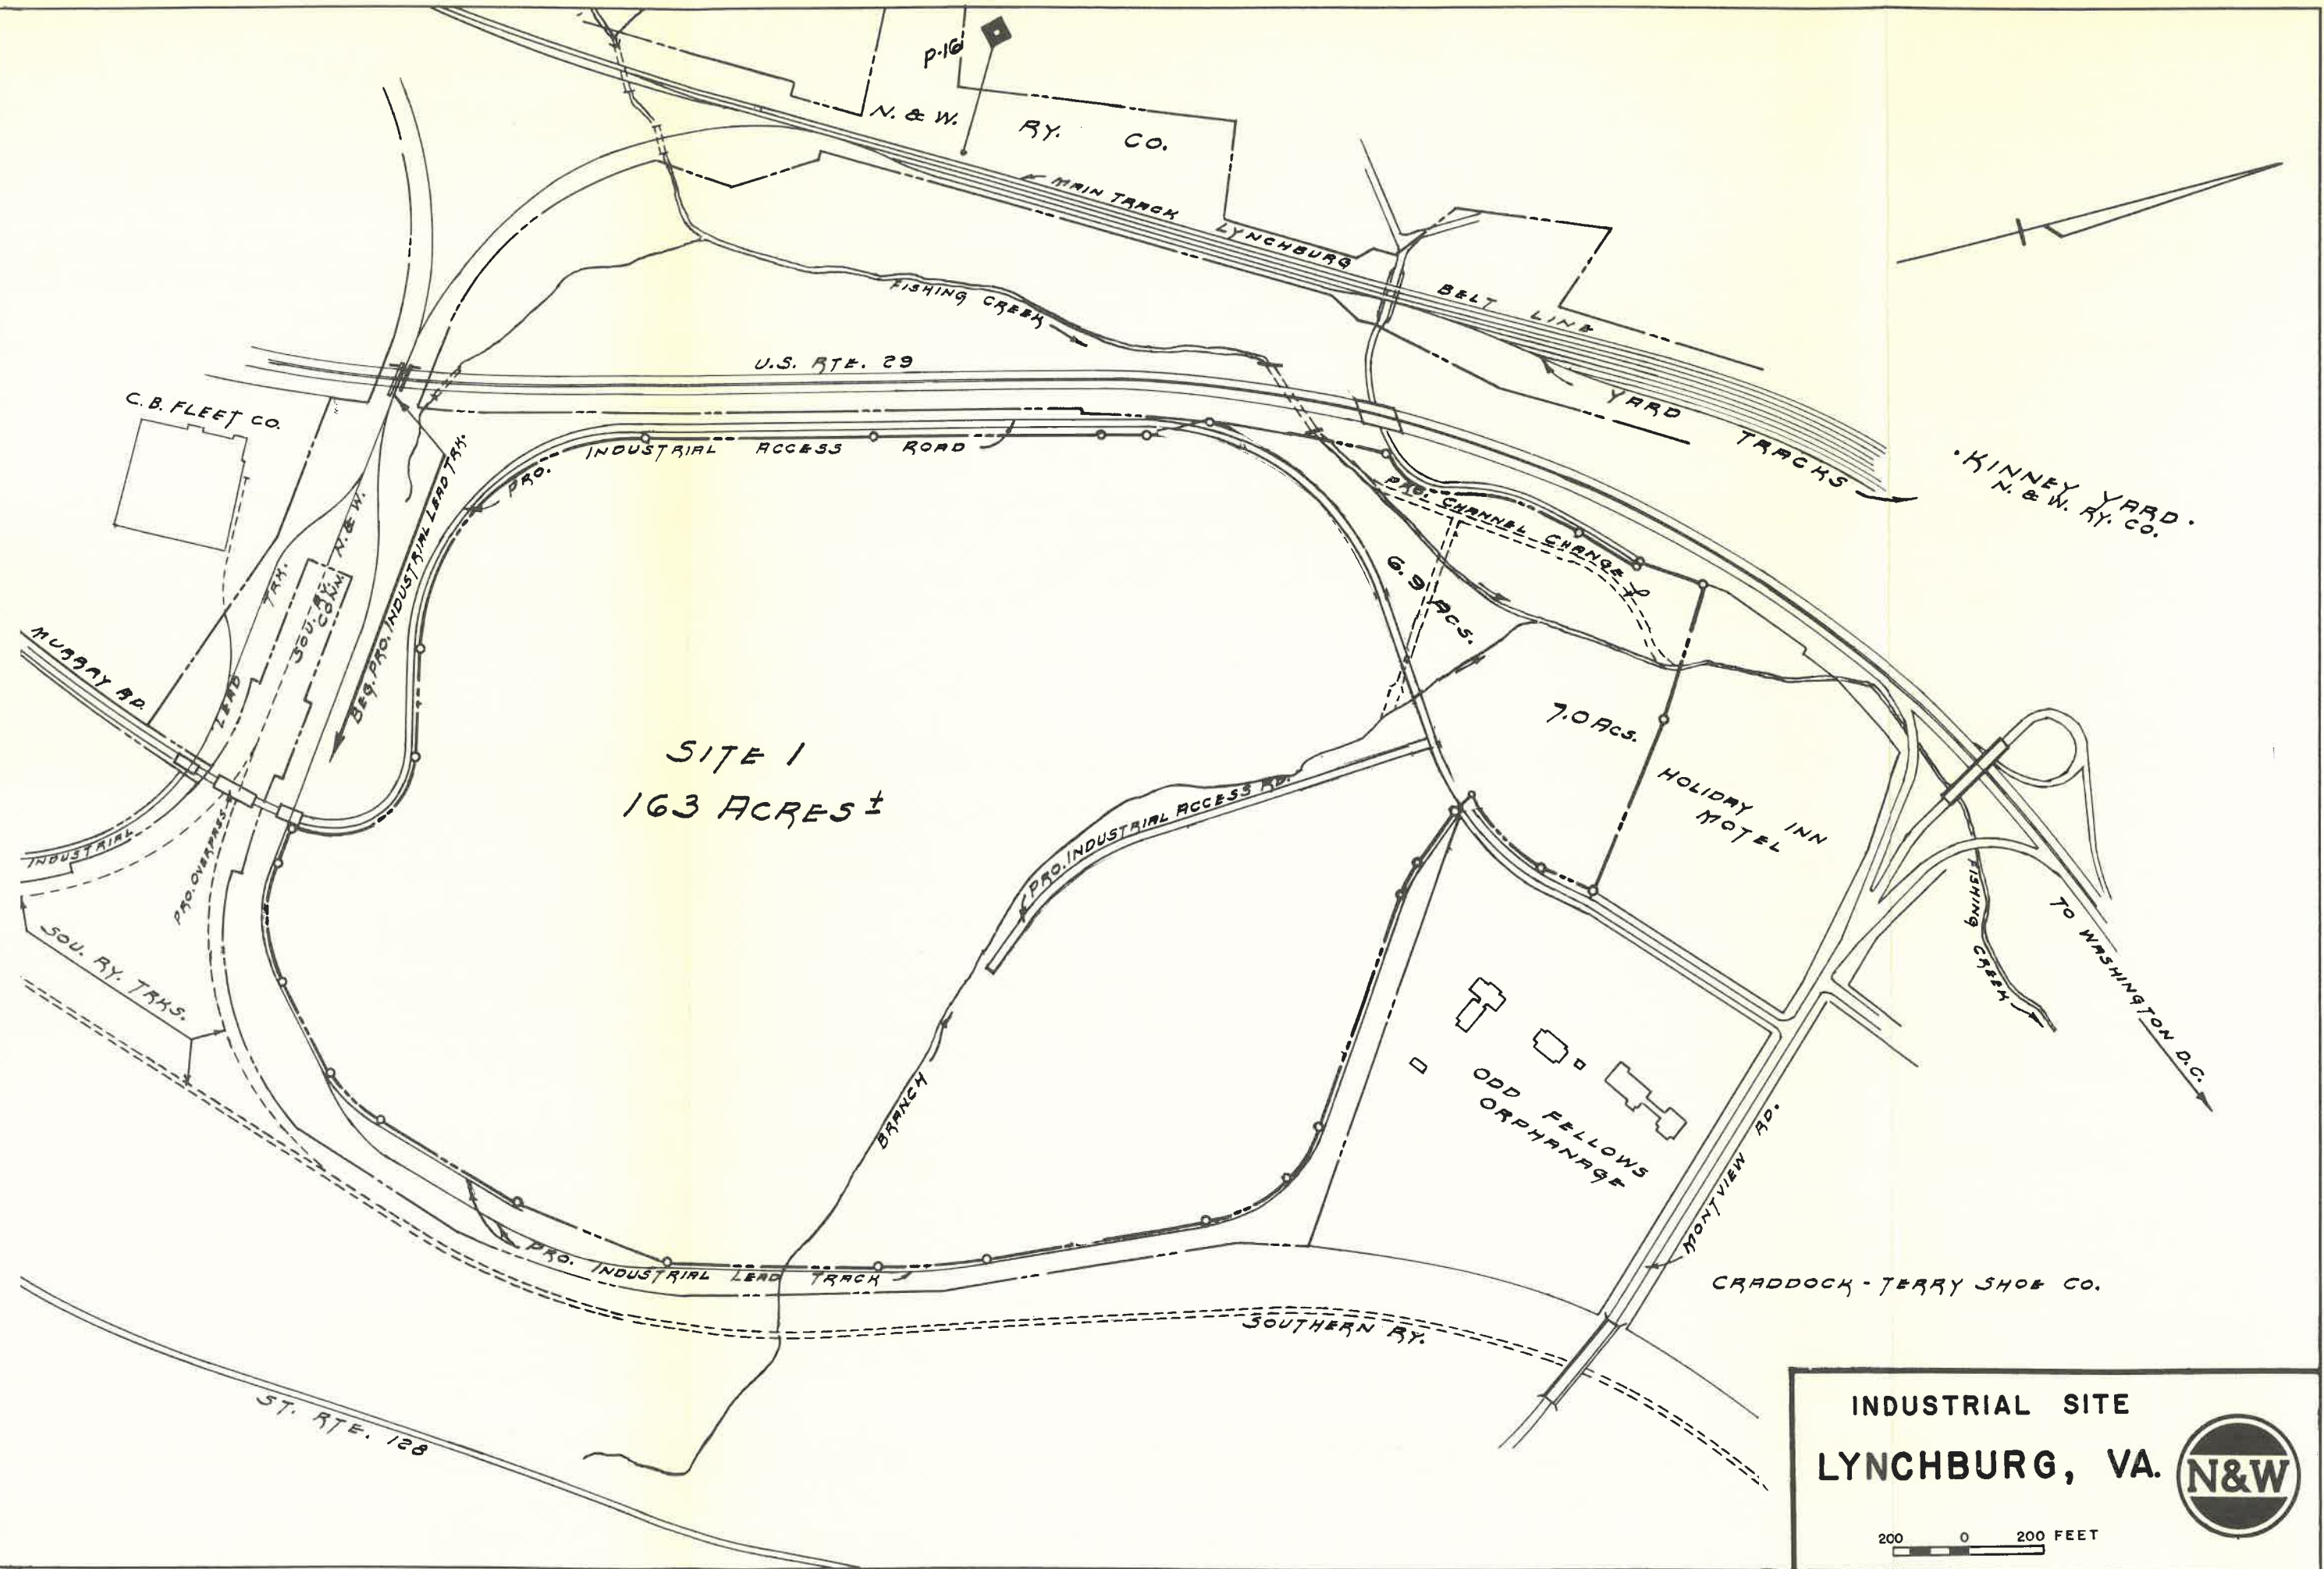 P-16
N. & W. RY. CO.
MAIN TRACK
LYNCHBURG BELT LINE
FISHING CREEK
U.S. RTE. 29
YARD TRACKS
KINNEY YARD.
N. & W. RY. CO.
C. B. FLEET CO.
PRO. INDUSTRIAL ACCESS ROAD
PRO. CHANNEL CHANGE
6.9 ACS.
N. & W.
SOU. RY.
CONN.
BEG. PRO. INDUSTRIAL LEAD TRK.
MURRAY RD.
INDUSTRIAL LEAD TRK.
7.0 ACS.
SITE 1
163 ACRES ±
HOLIDAY INN
MOTEL
PRO. INDUSTRIAL ACCESS RD.
PRO. OVERPASS
FISHING CREEK
TO WASHINGTON D.C.
SOU. RY. TRKS.
BRANCH
ODD FELLOWS
ORPHANAGE
MONTVIEW RD.
PRO. INDUSTRIAL LEAD TRACK
CRADDOCK - TERRY SHOE CO.
SOUTHERN RY.
ST. RTE. 128
INDUSTRIAL SITE
LYNCHBURG, VA.
N&W
200 0 200 FEET